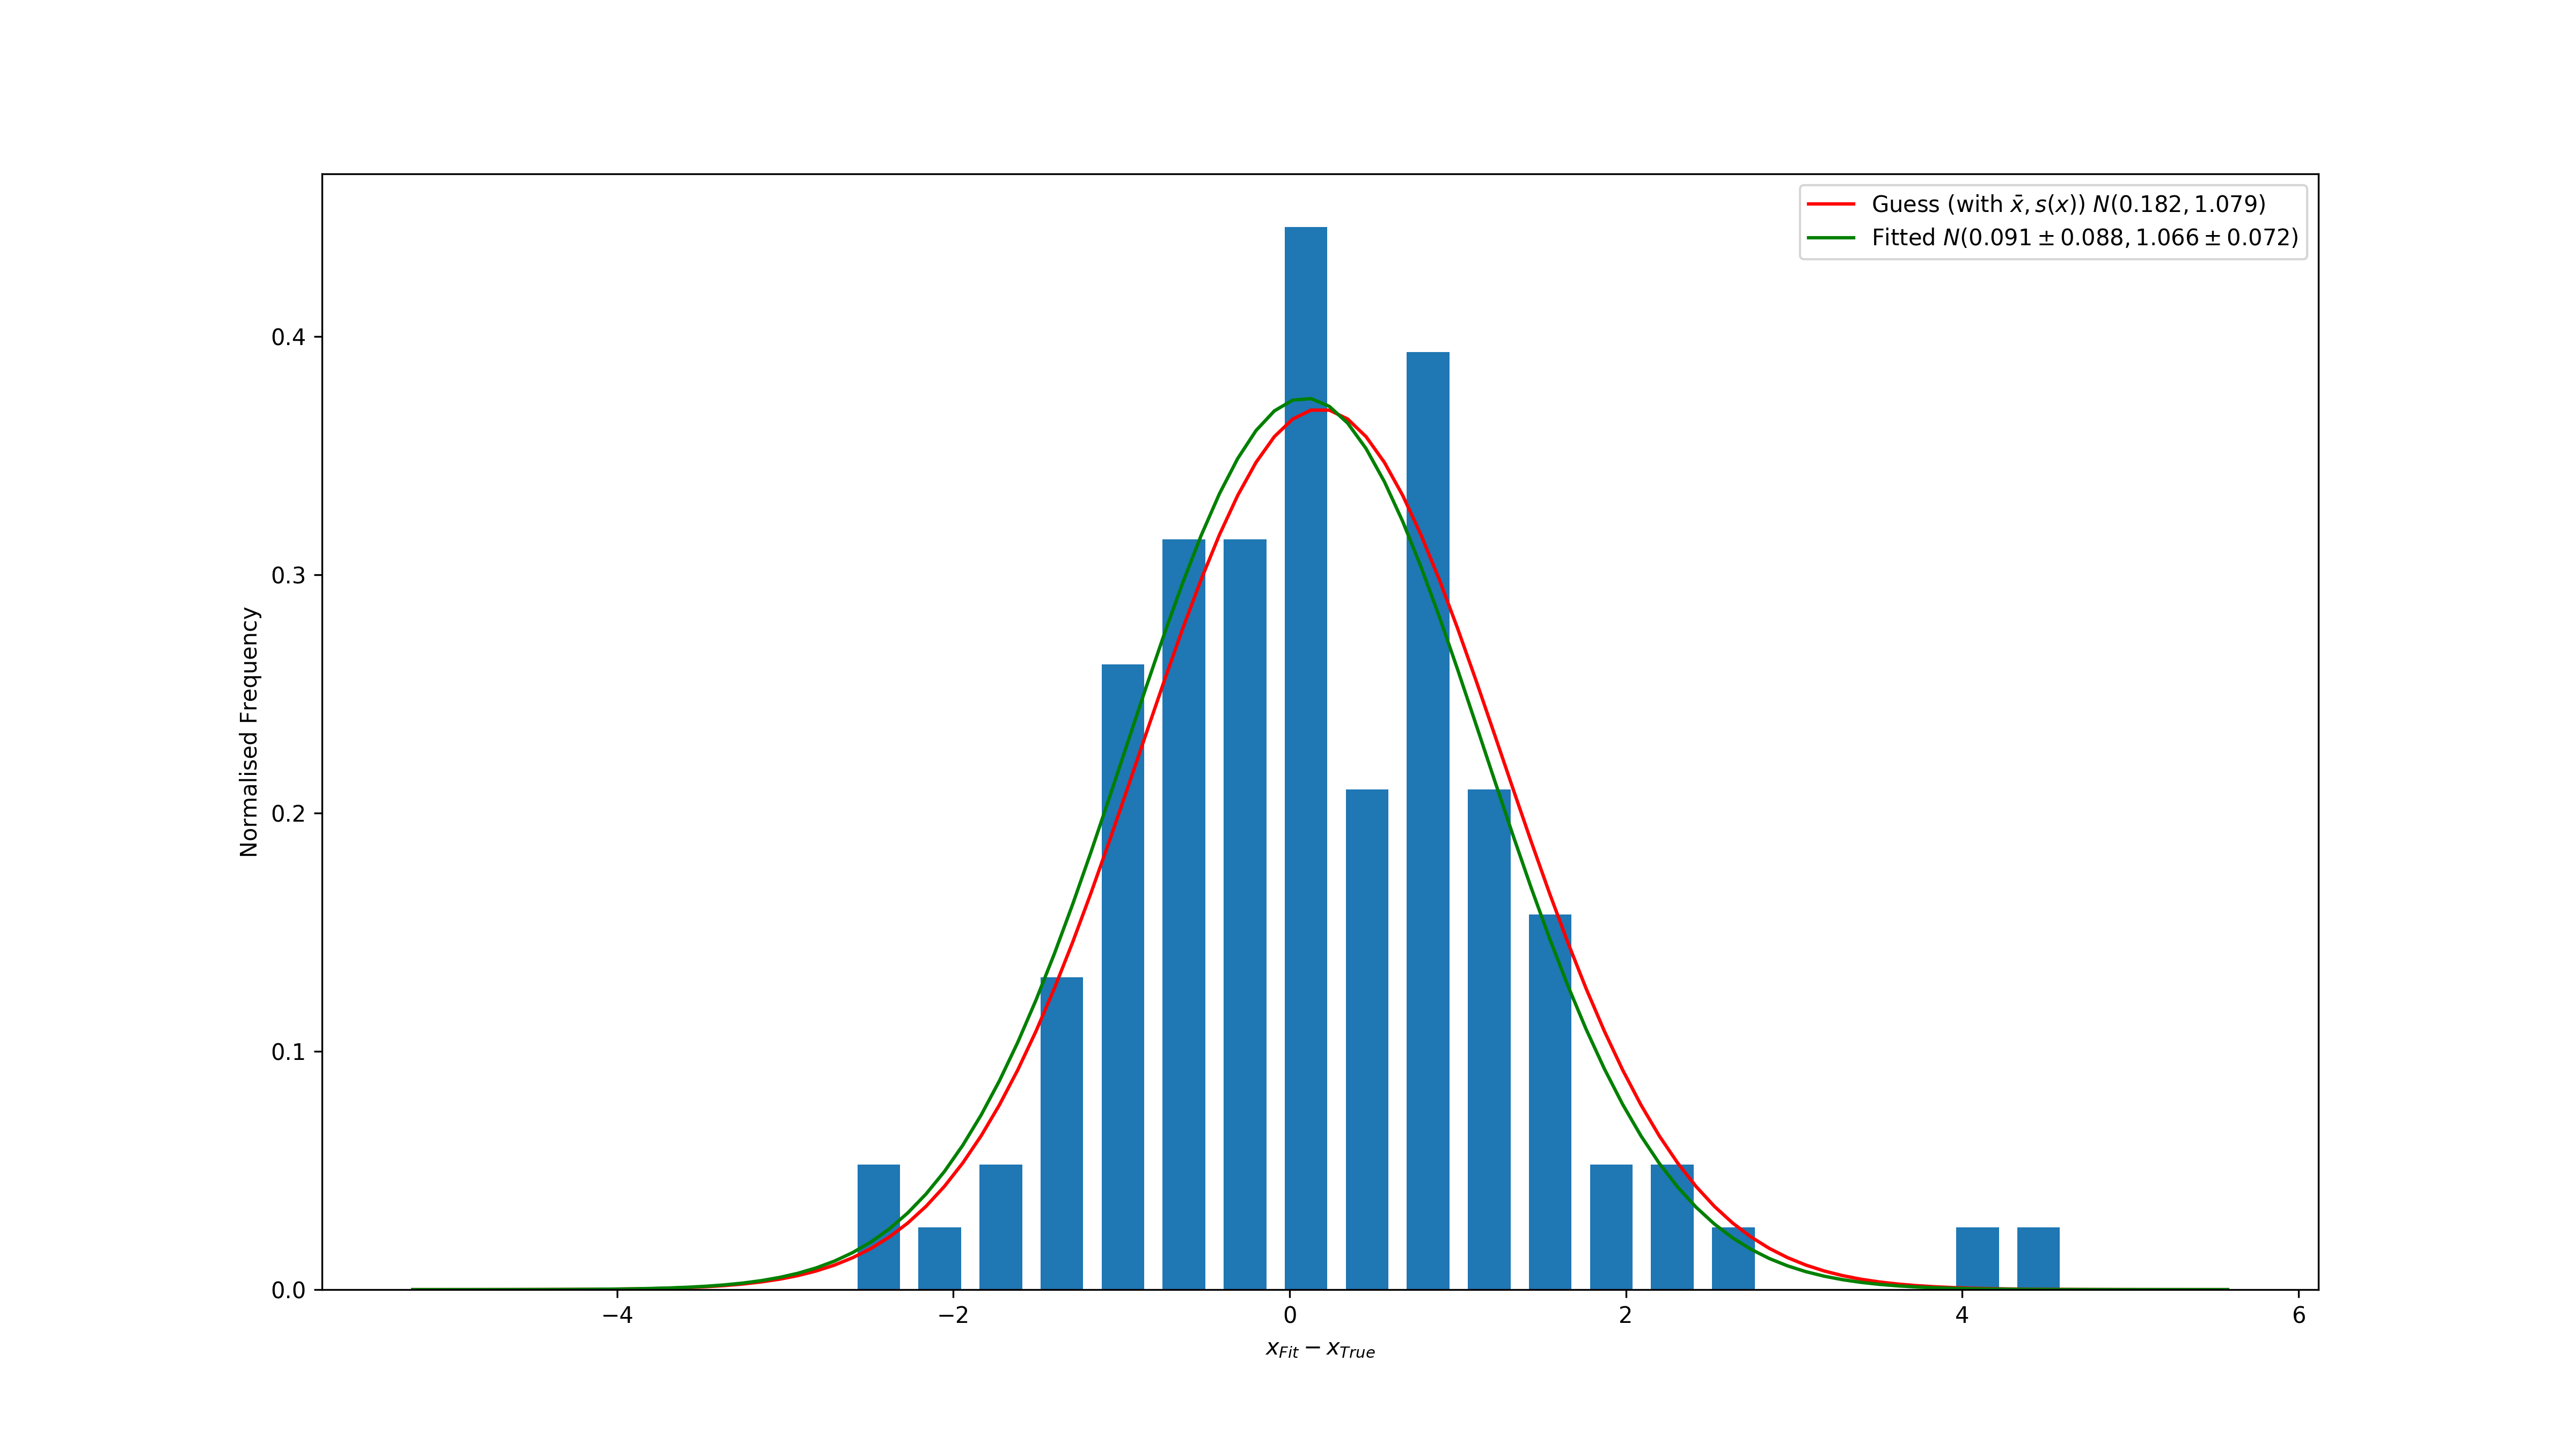 Guess (with x̄, s(x)) N(0.182, 1.079)
Fitted N(0.091 ± 0.088, 1.066 ± 0.072)
Normalised Frequency
0.4
0.3
0.2
0.1
0.0
−4 −2 0 2 4 6
x_Fit − x_True